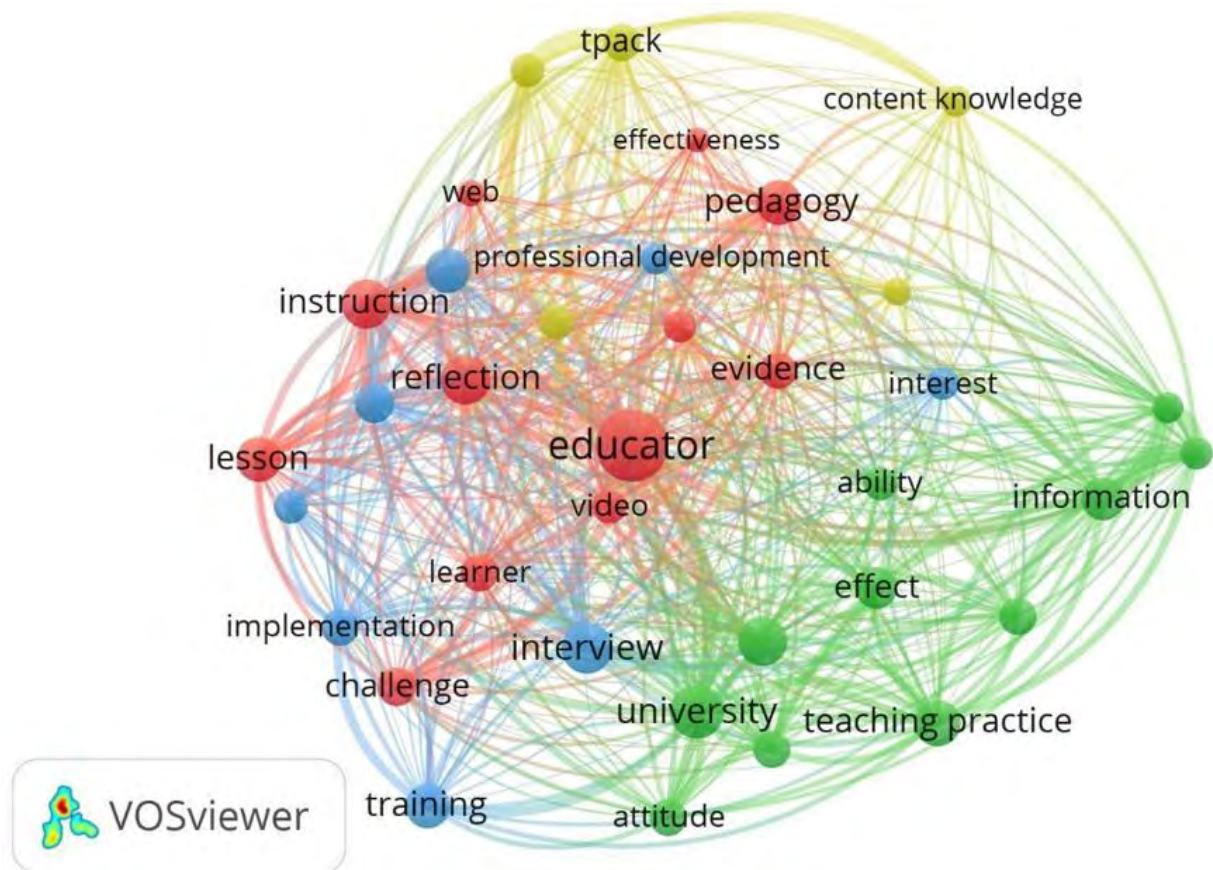 tpack
content knowledge
effectiveness
web
pedagogy
professional development
instruction
reflection
evidence
interest
educator
lesson
ability
video
information
learner
effect
implementation
interview
challenge
university
teaching practice
training
attitude
VOSviewer